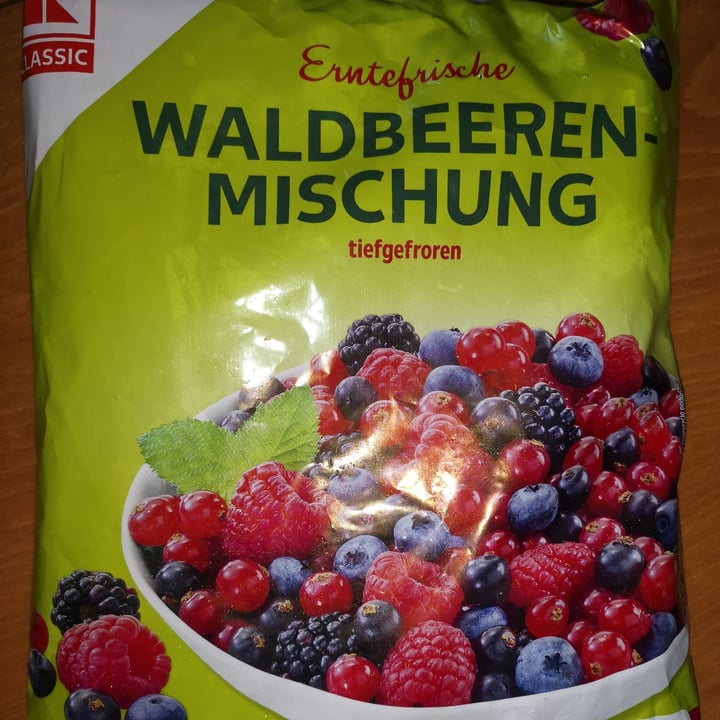 CLASSIC
Erntefrische
WALDBEEREN-
MISCHUNG
tiefgefroren